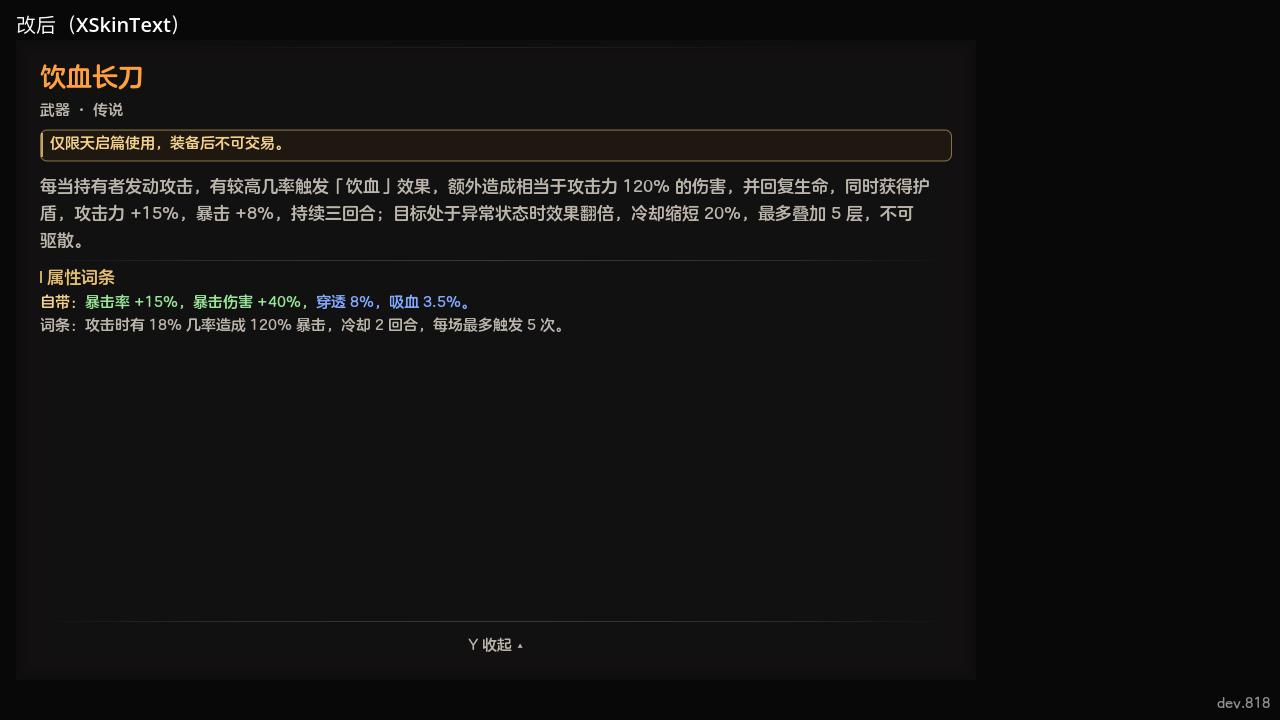 改后（XSkinText）
饮血长刀
武器 · 传说
仅限天启篇使用，装备后不可交易。
每当持有者发动攻击，有较高几率触发「饮血」效果，额外造成相当于攻击力 120% 的伤害，并回复生命，同时获得护
盾，攻击力 +15%，暴击 +8%，持续三回合；目标处于异常状态时效果翻倍，冷却缩短 20%，最多叠加 5 层，不可
驱散。
属性词条
自带：暴击率 +15%，暴击伤害 +40%，穿透 8%，吸血 3.5%。
词条：攻击时有 18% 几率造成 120% 暴击，冷却 2 回合，每场最多触发 5 次。
Y 收起 ▴
dev.818